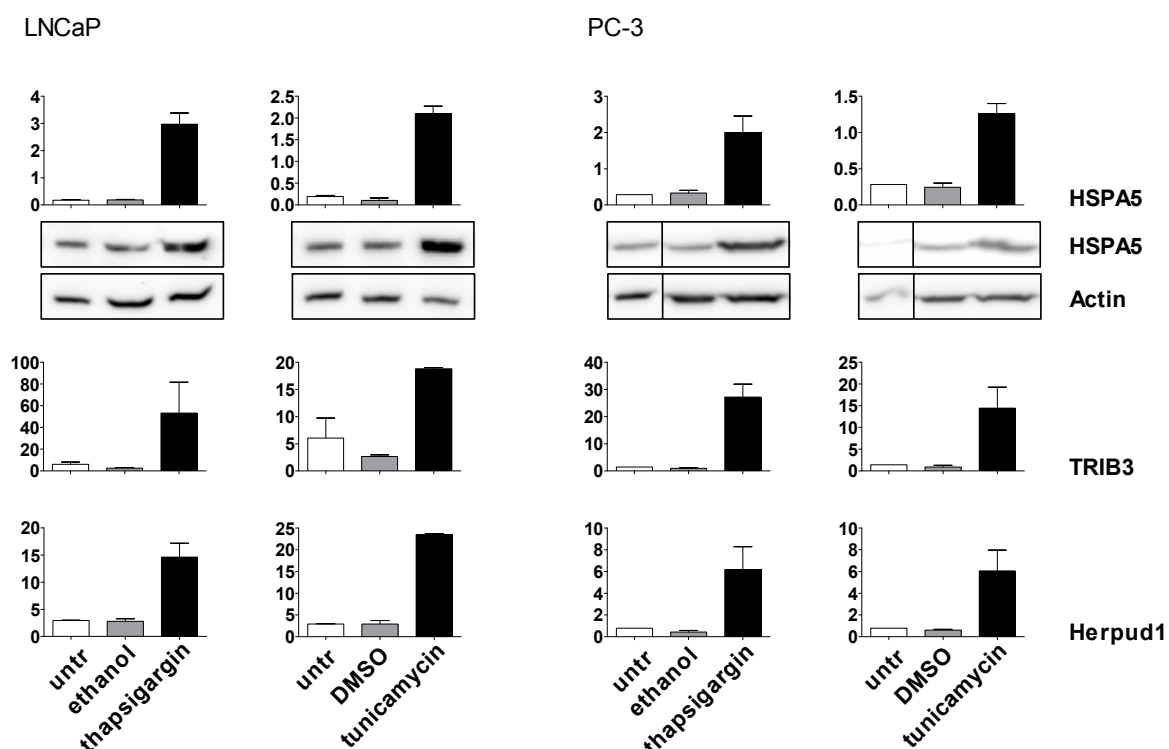 LNCaP PC-3
4 3 2 1 0
2.5 2.0 1.5 1.0 0.5 0.0
3 2 1 0
1.5 1.0 0.5 0.0
HSPA5
HSPA5
Actin
100 80 60 40 20 0
20 15 10 5 0
40 30 20 10 0
25 20 15 10 5 0
TRIB3
20 15 10 5 0
25 20 15 10 5 0
10 8 6 4 2 0
10 8 6 4 2 0
Herpud1
untr ethanol thapsigargin
untr DMSO tunicamycin
untr ethanol thapsigargin
untr DMSO tunicamycin